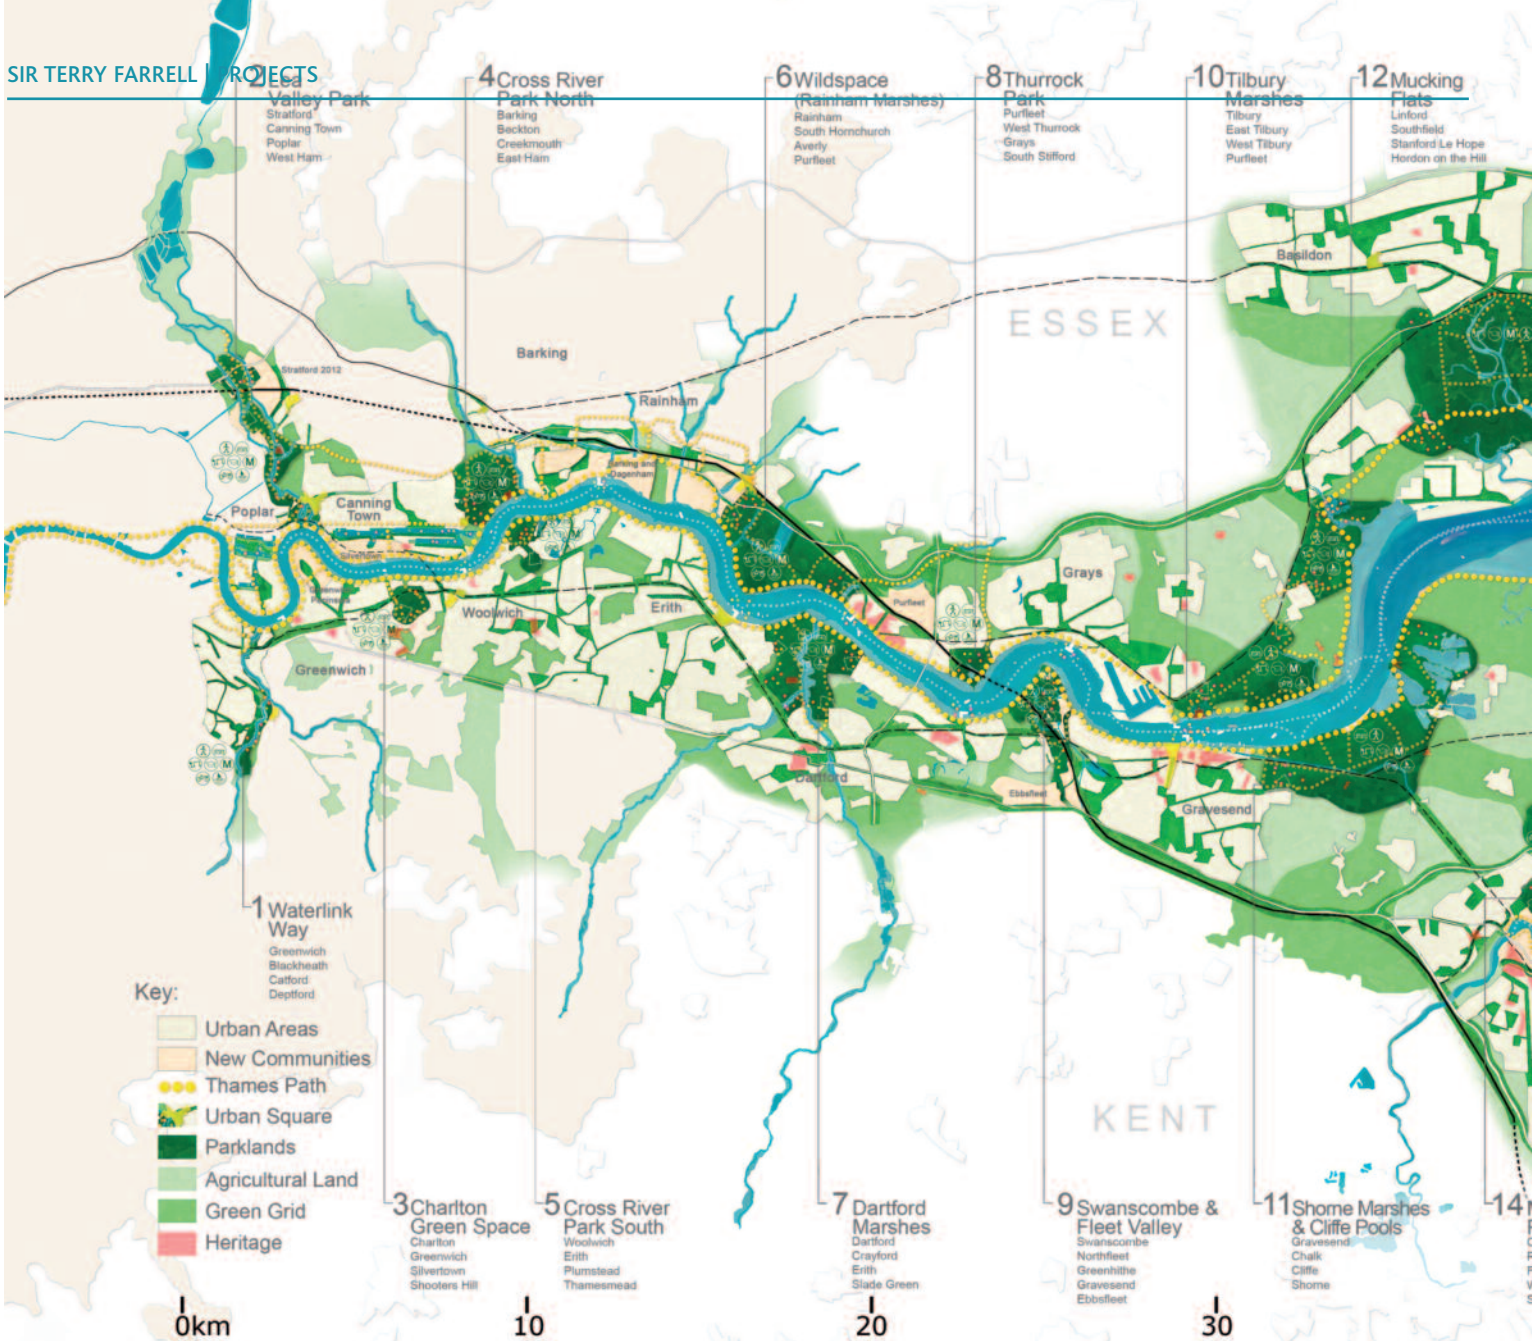 SIR TERRY FARRELL | PROJECTS
2 Lea
Valley Park
Stratford
Canning Town
Poplar
West Ham
4 Cross River
Park North
Barking
Beckton
Creekmouth
East Ham
6 Wildspace
(Rainham Marshes)
Rainham
South Hornchurch
Averly
Purfleet
8 Thurrock
Park
Purfleet
West Thurrock
Grays
South Stifford
10 Tilbury
Marshes
Tilbury
East Tilbury
West Tilbury
Purfleet
12 Mucking
Flats
Linford
Southfield
Stanford Le Hope
Hordon on the Hill
Basildon
ESSEX
Barking
Stratford 2012
Rainham
Barking and
Dagenham
Poplar
Canning
Town
Silvertown
Greenwich
Peninsula
Woolwich
Erith
Purfleet
Grays
Greenwich
Dartford
Ebbsfleet
Gravesend
1 Waterlink
Way
Greenwich
Blackheath
Catford
Deptford
Key:
Urban Areas
New Communities
Thames Path
Urban Square
Parklands
Agricultural Land
Green Grid
Heritage
KENT
3 Charlton
Green Space
Charlton
Greenwich
Silvertown
Shooters Hill
5 Cross River
Park South
Woolwich
Erith
Plumstead
Thamesmead
7 Dartford
Marshes
Dartford
Crayford
Erith
Slade Green
9 Swanscombe &
Fleet Valley
Swanscombe
Northfleet
Greenhithe
Gravesend
Ebbsfleet
11 Shorne Marshes
& Cliffe Pools
Gravesend
Chalk
Cliffe
Shorne
14
0km
10
20
30